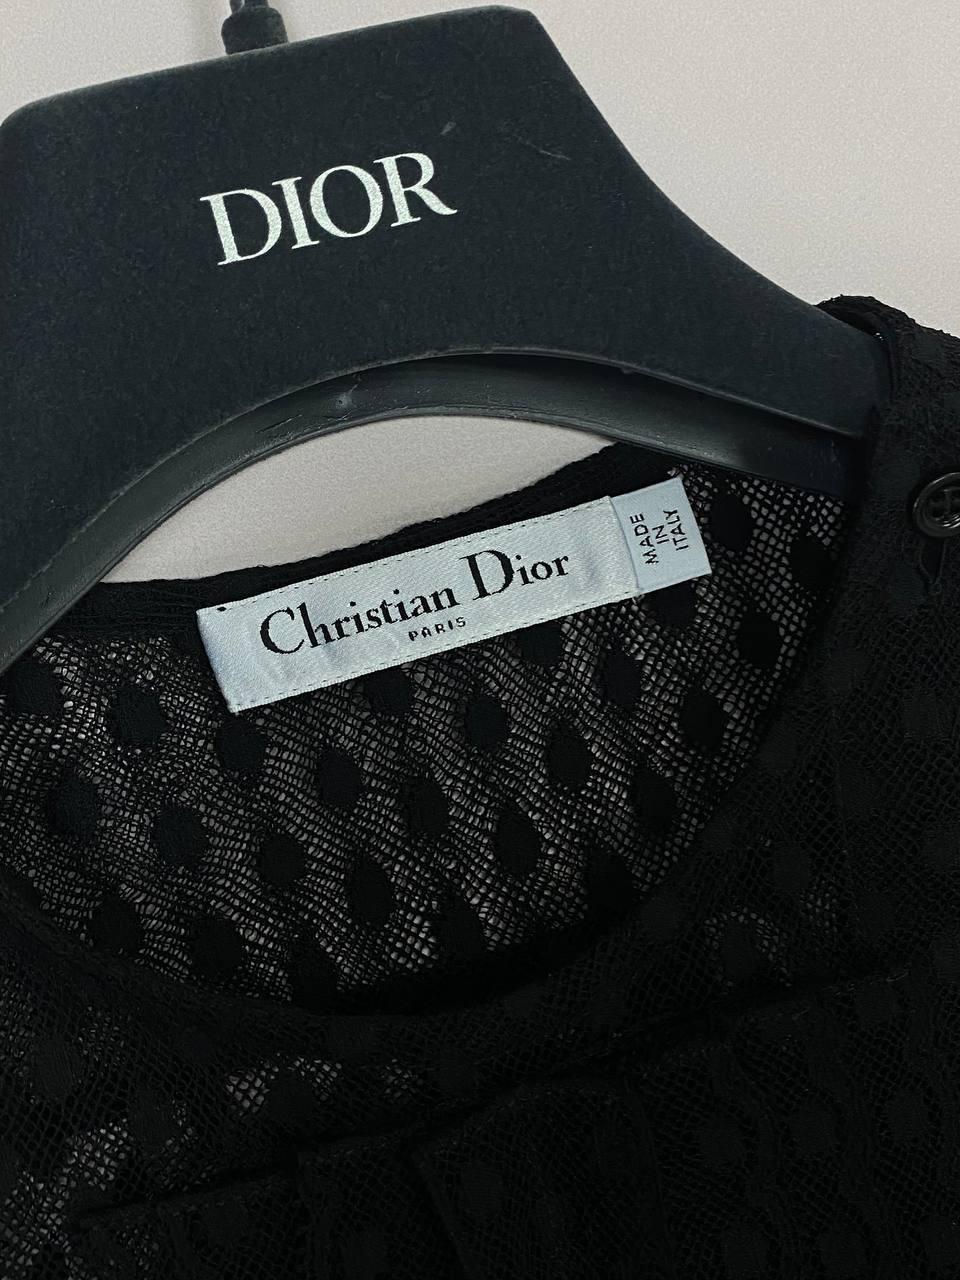 DIOR
Christian Dior
PARIS
MADE
IN
ITALY